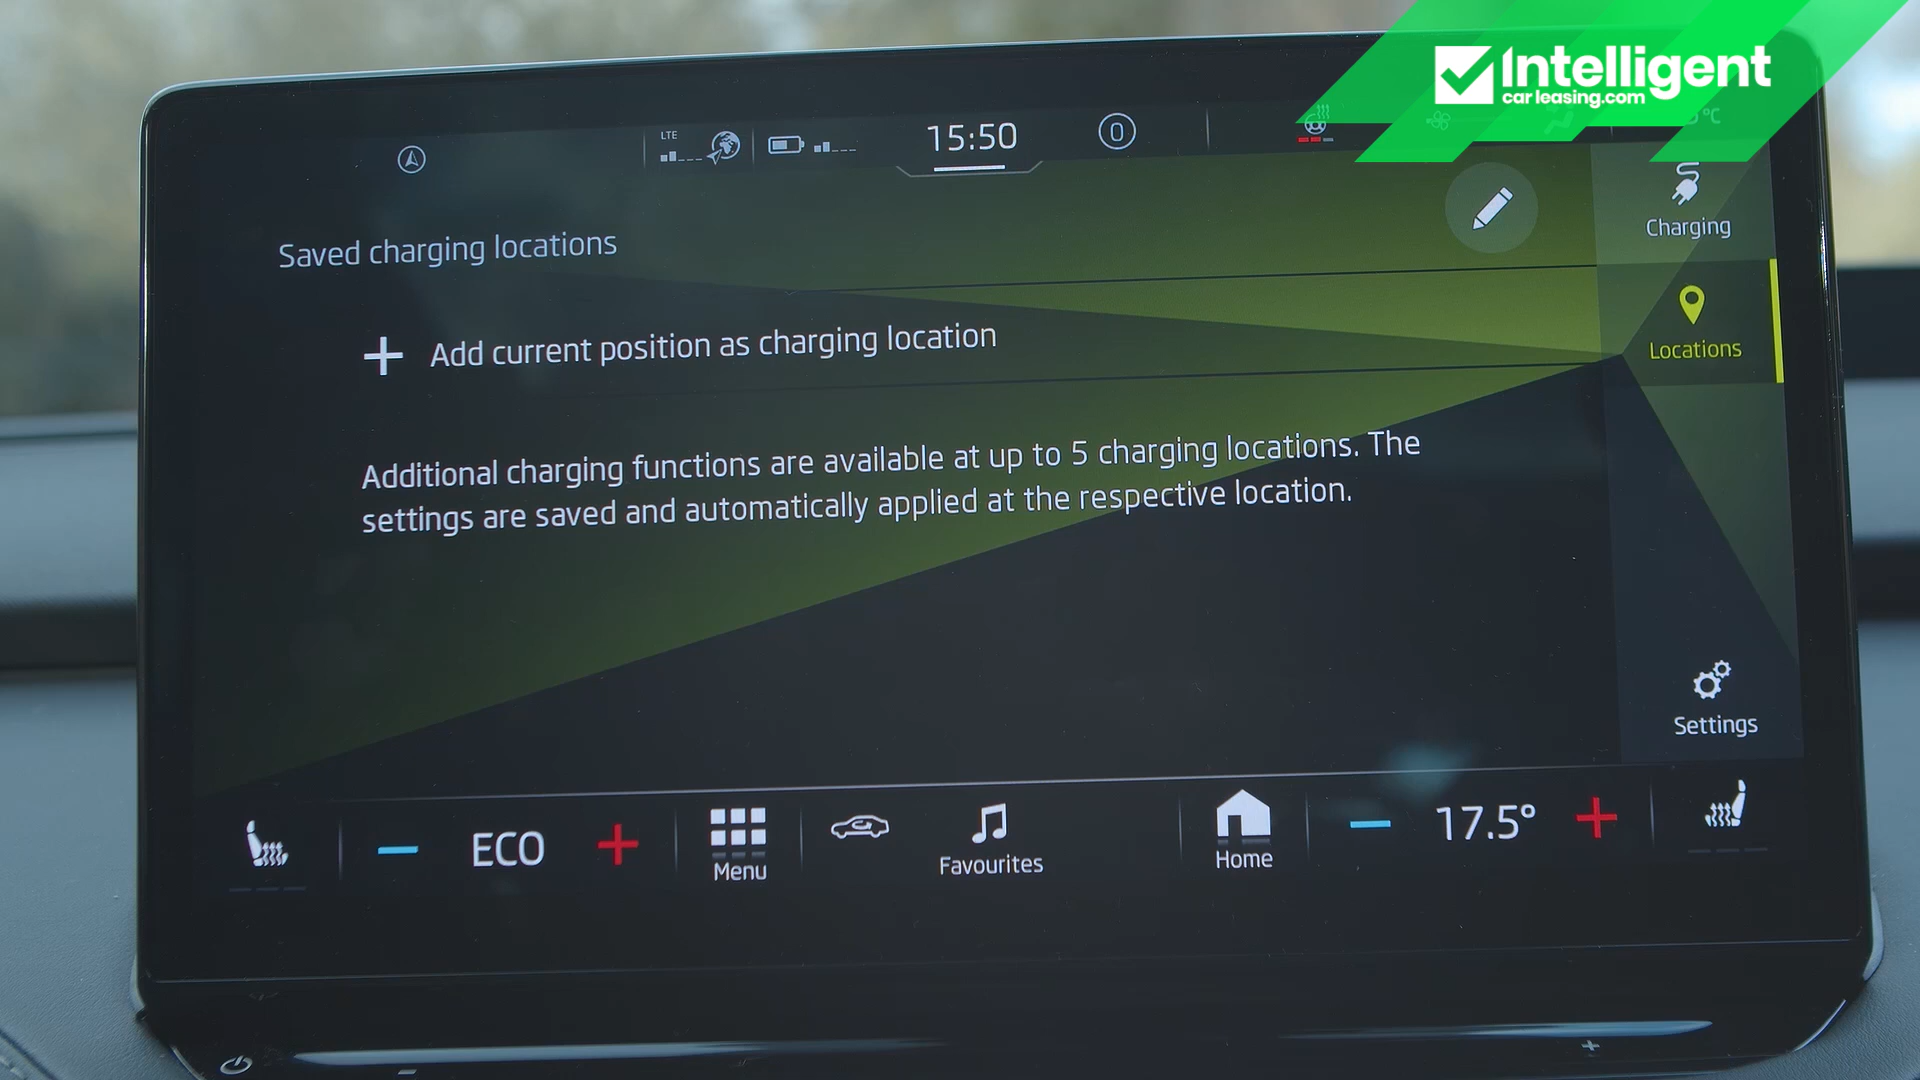 Intelligent
carleasing.com
LTE
15:50
0
°C
Saved charging locations
Charging
Add current position as charging location
Locations
Additional charging functions are available at up to 5 charging locations. The
settings are saved and automatically applied at the respective location.
Settings
ECO
Menu
Favourites
Home
17.5°